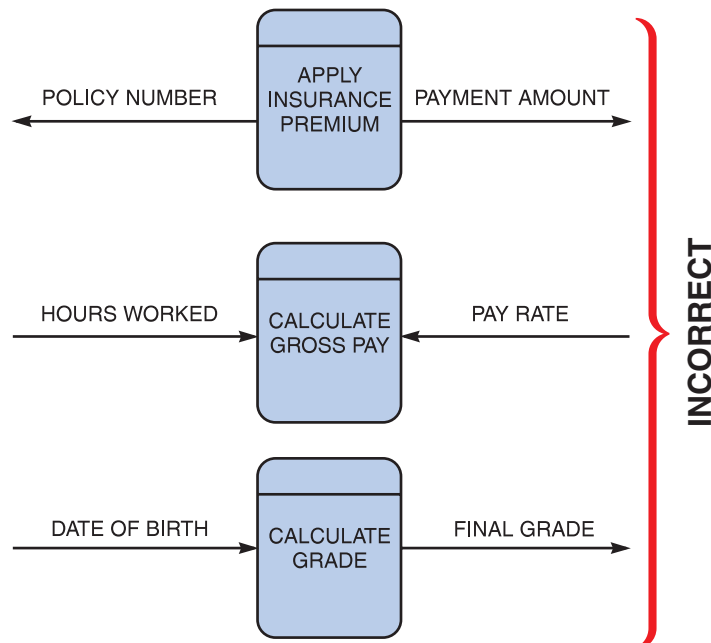 POLICY NUMBER
APPLY
INSURANCE
PREMIUM
PAYMENT AMOUNT
HOURS WORKED
CALCULATE
GROSS PAY
PAY RATE
DATE OF BIRTH
CALCULATE
GRADE
FINAL GRADE
INCORRECT